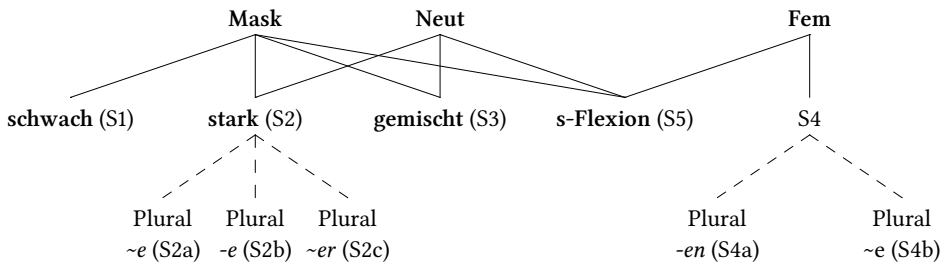 Mask Neut Fem
schwach (S1) stark (S2) gemischt (S3) s-Flexion (S5) S4
Plural Plural Plural Plural Plural
~e (S2a) -e (S2b) ~er (S2c) -en (S4a) ~e (S4b)